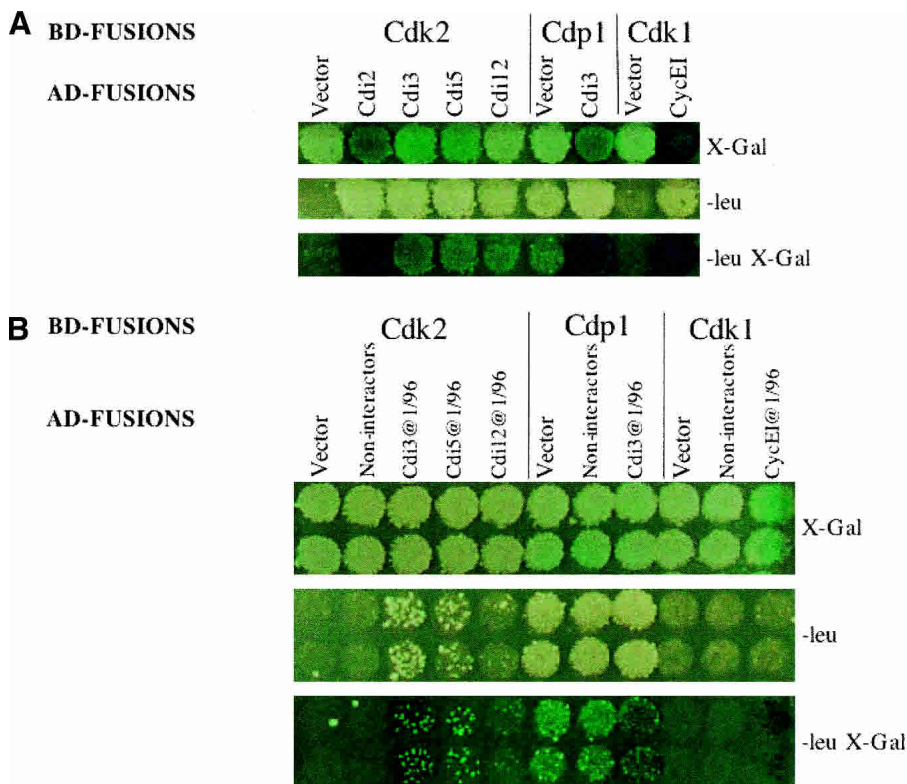 A
BD-FUSIONS Cdk2 Cdp1 Cdk1
AD-FUSIONS Vector Cdi2 Cdi3 Cdi5 Cdi12 Vector Cdi3 Vector CycEI
X-Gal
-leu
-leu X-Gal
B
BD-FUSIONS Cdk2 Cdp1 Cdk1
AD-FUSIONS Vector Non-interactors Cdi3@1/96 Cdi5@1/96 Cdi12@1/96 Vector Non-interactors Cdi3@1/96 Vector Non-interactors CycEI@1/96
X-Gal
-leu
-leu X-Gal